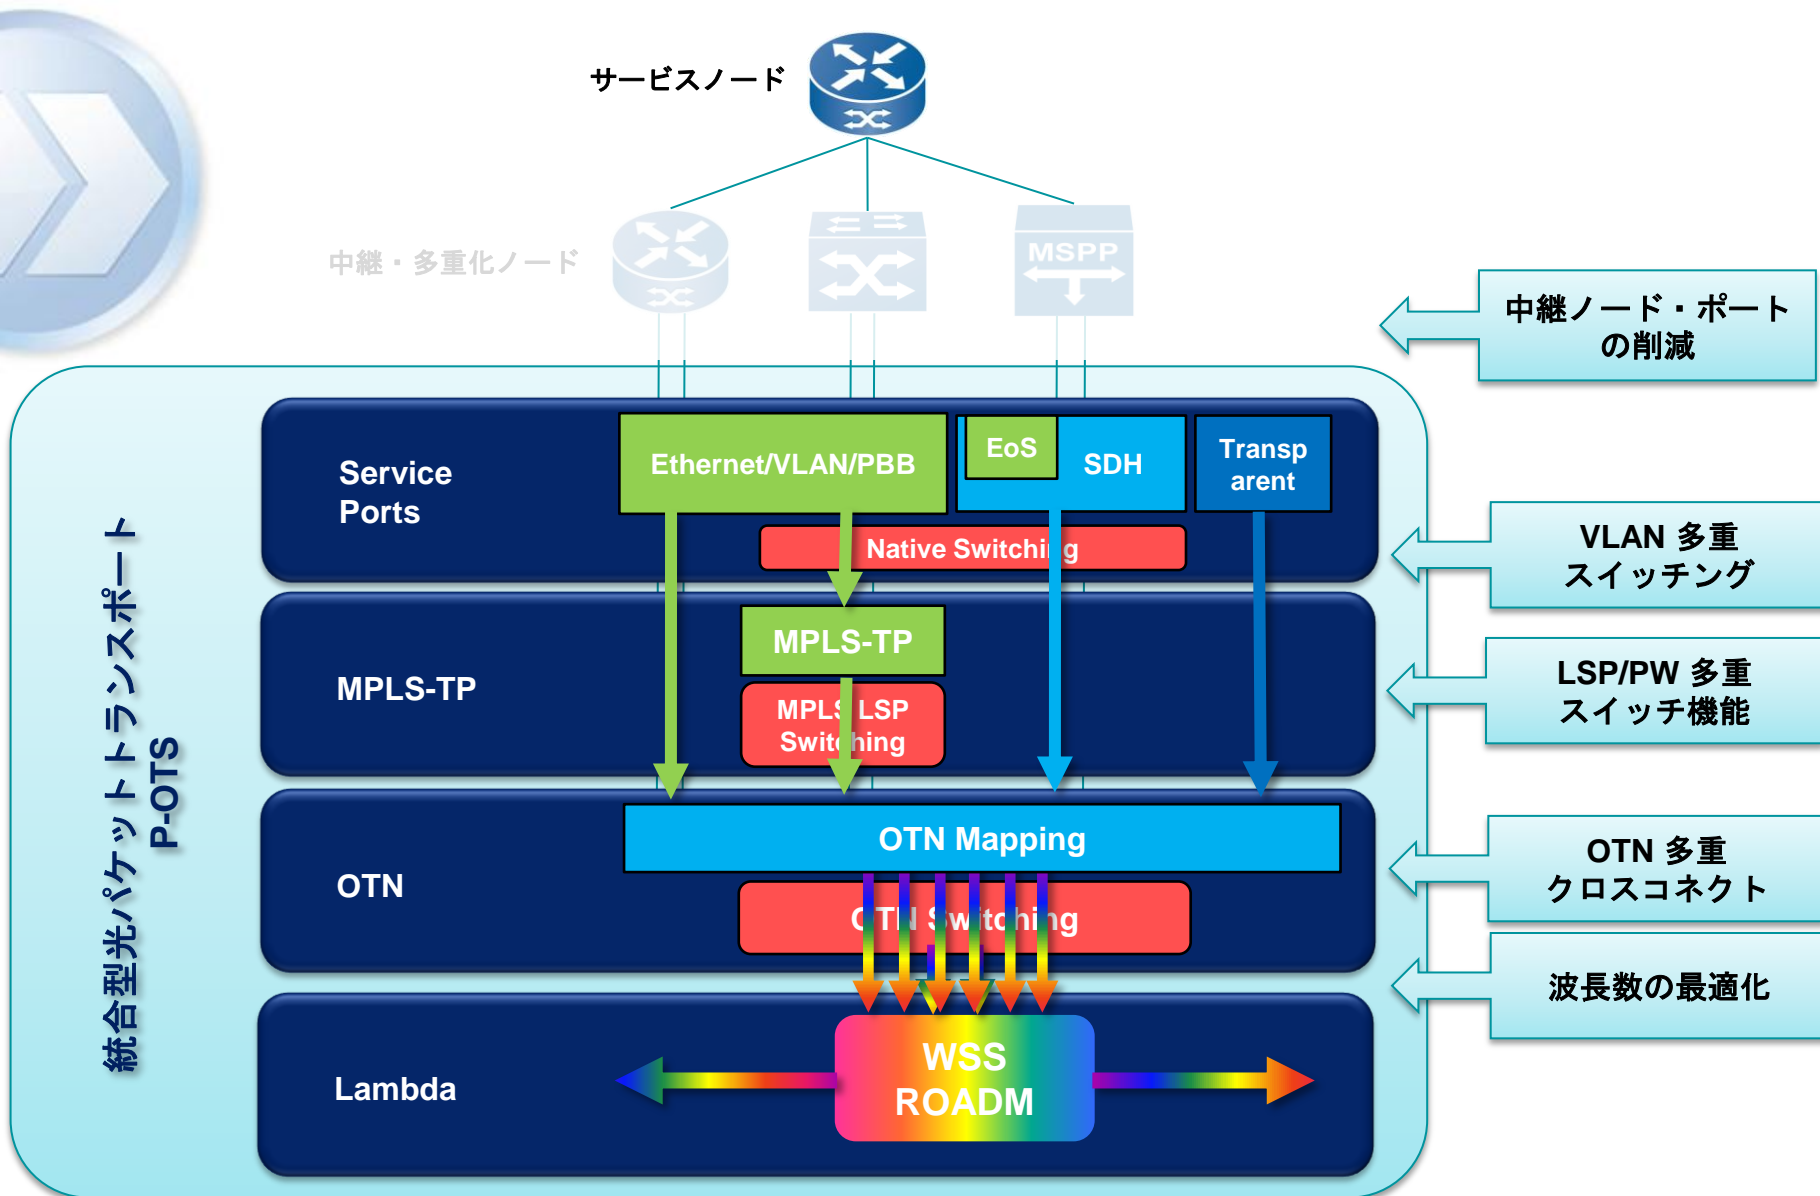 サービスノード
中継・多重化ノード
MSPP
中継ノード・ポート
の削減
Service
Ports
Ethernet/VLAN/PBB
EoS
SDH
Transp
arent
Native Switching
VLAN 多重
スイッチング
統合型光パケットトランスポート
P-OTS
MPLS-TP
MPLS-TP
MPLS LSP
Switching
LSP/PW 多重
スイッチ機能
OTN
OTN Mapping
OTN Switching
OTN 多重
クロスコネクト
波長数の最適化
Lambda
WSS
ROADM